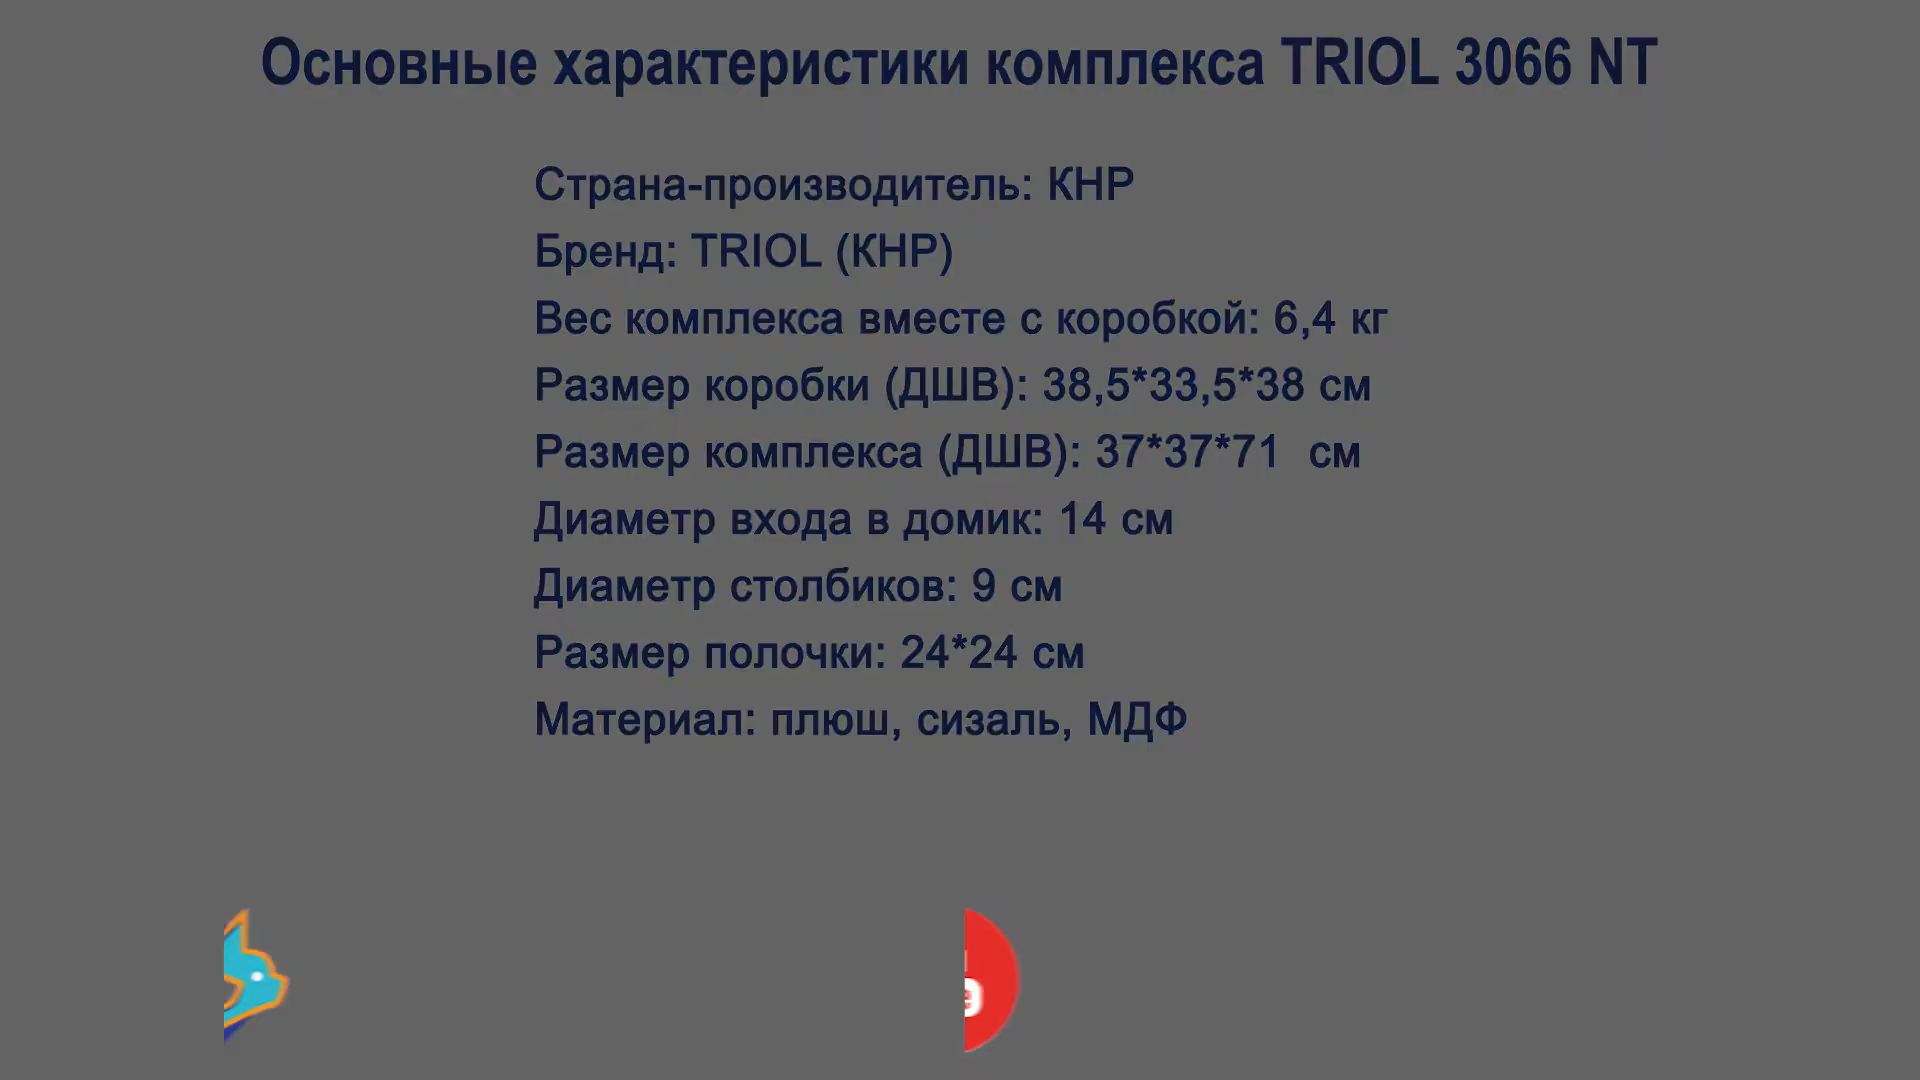 Основные характеристики комплекса TRIOL 3066 NT
Страна-производитель: КНР
Бренд: TRIOL (КНР)
Вес комплекса вместе с коробкой: 6,4 кг
Размер коробки (ДШВ): 38,5*33,5*38 см
Размер комплекса (ДШВ): 37*37*71 см
Диаметр входа в домик: 14 см
Диаметр столбиков: 9 см
Размер полочки: 24*24 см
Материал: плюш, сизаль, МДФ